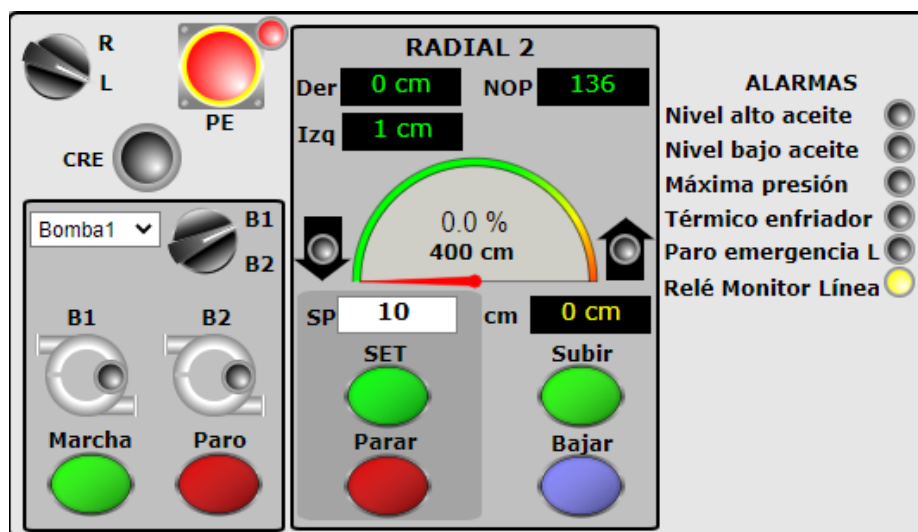 R
L
PE
CRE
Bomba1
B1
B2
B1 B2
Marcha Paro
RADIAL 2
Der 0 cm NOP 136
Izq 1 cm
0.0 %
400 cm
SP 10 cm 0 cm
SET Subir
Parar Bajar
ALARMAS
Nivel alto aceite
Nivel bajo aceite
Máxima presión
Térmico enfriador
Paro emergencia L
Relé Monitor Línea